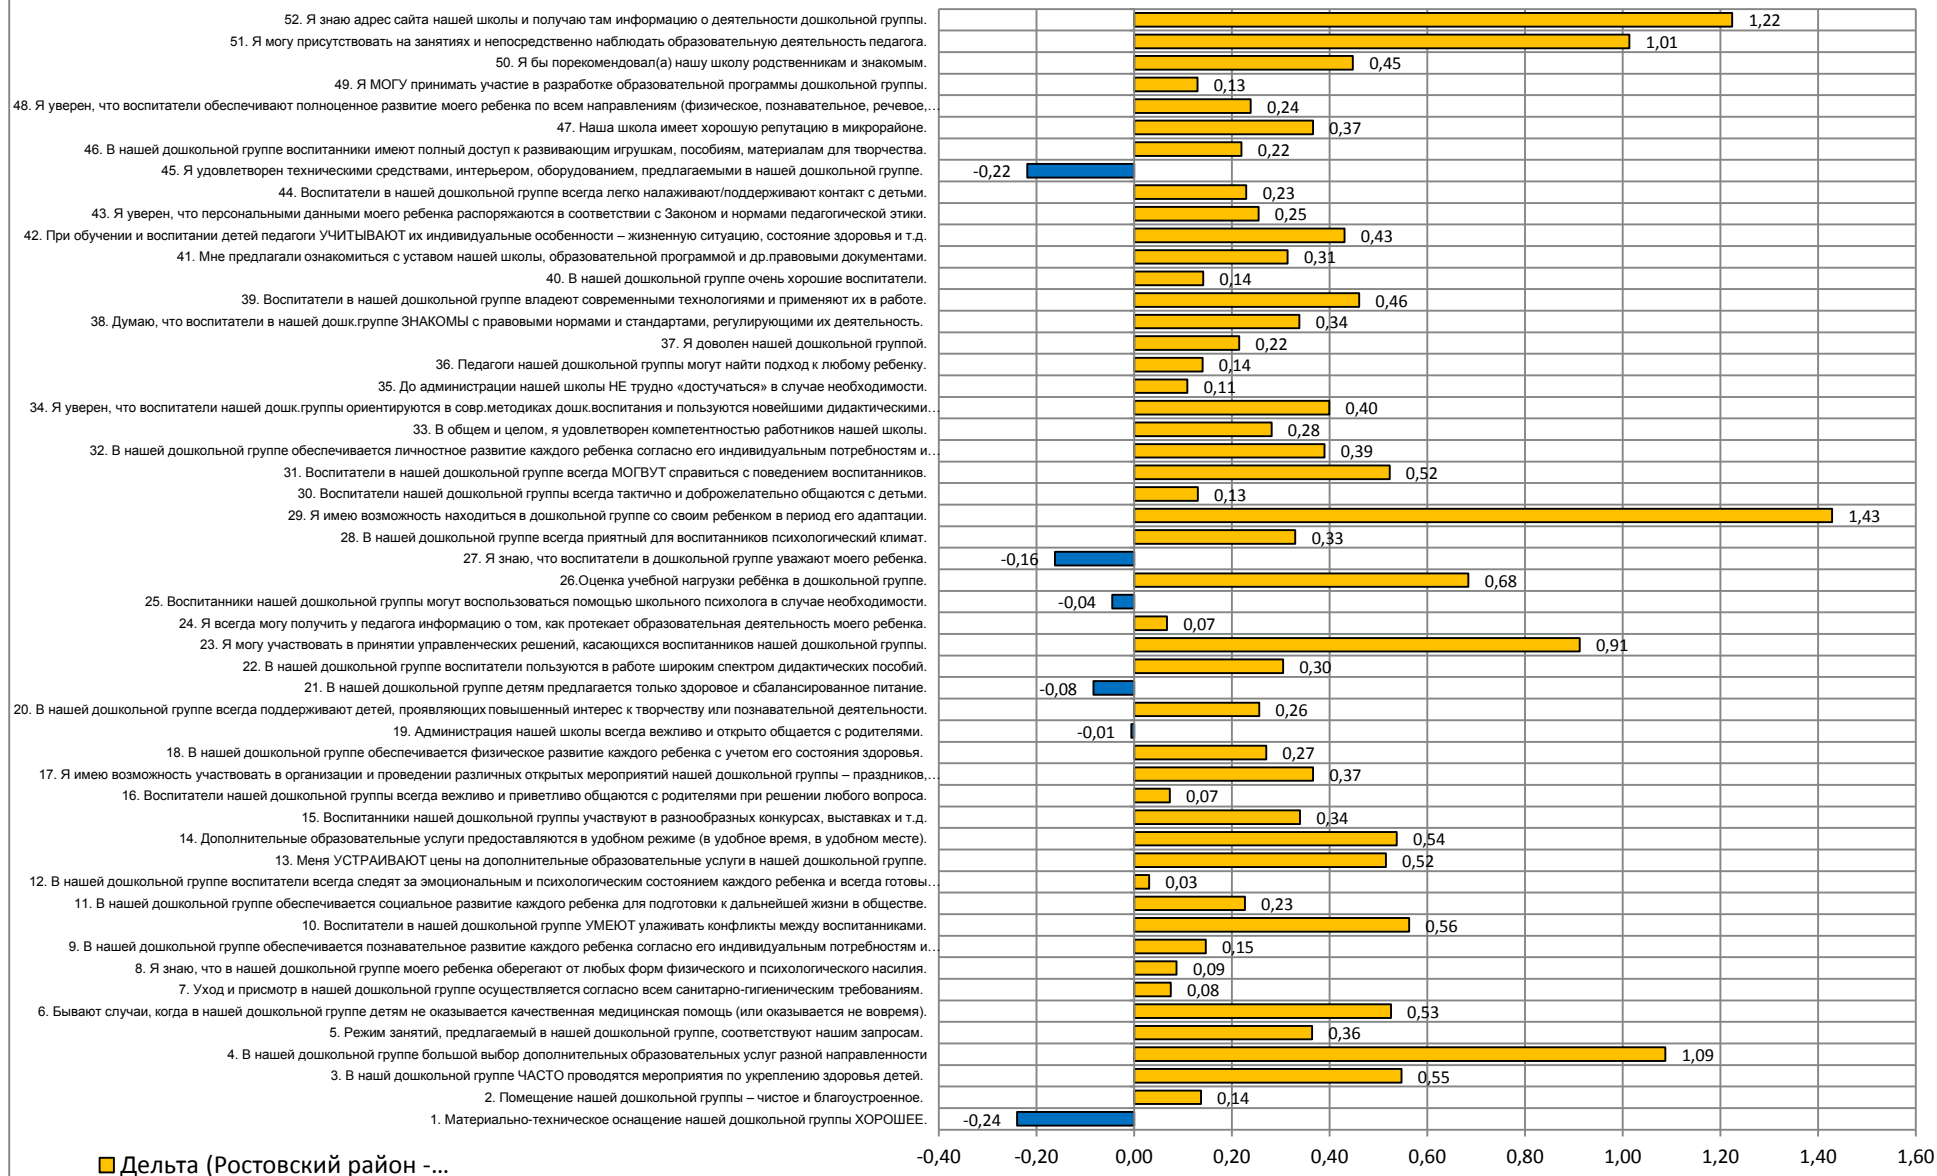 52. Я знаю адрес сайта нашей школы и получаю там информацию о деятельности дошкольной группы. 1,22
51. Я могу присутствовать на занятиях и непосредственно наблюдать образовательную деятельность педагога. 1,01
50. Я бы порекомендовал(а) нашу школу родственникам и знакомым. 0,45
49. Я МОГУ принимать участие в разработке образовательной программы дошкольной группы. 0,13
48. Я уверен, что воспитатели обеспечивают полноценное развитие моего ребенка по всем направлениям (физическое, познавательное, речевое,… 0,24
47. Наша школа имеет хорошую репутацию в микрорайоне. 0,37
46. В нашей дошкольной группе воспитанники имеют полный доступ к развивающим игрушкам, пособиям, материалам для творчества. 0,22
45. Я удовлетворен техническими средствами, интерьером, оборудованием, предлагаемыми в нашей дошкольной группе. -0,22
44. Воспитатели в нашей дошкольной группе всегда легко налаживают/поддерживают контакт с детьми. 0,23
43. Я уверен, что персональными данными моего ребенка распоряжаются в соответствии с Законом и нормами педагогической этики. 0,25
42. При обучении и воспитании детей педагоги УЧИТЫВАЮТ их индивидуальные особенности – жизненную ситуацию, состояние здоровья и т.д. 0,43
41. Мне предлагали ознакомиться с уставом нашей школы, образовательной программой и др.правовыми документами. 0,31
40. В нашей дошкольной группе очень хорошие воспитатели. 0,14
39. Воспитатели в нашей дошкольной группе владеют современными технологиями и применяют их в работе. 0,46
38. Думаю, что воспитатели в нашей дошк.группе ЗНАКОМЫ с правовыми нормами и стандартами, регулирующими их деятельность. 0,34
37. Я доволен нашей дошкольной группой. 0,22
36. Педагоги нашей дошкольной группы могут найти подход к любому ребенку. 0,14
35. До администрации нашей школы НЕ трудно «достучаться» в случае необходимости. 0,11
34. Я уверен, что воспитатели нашей дошк.группы ориентируются в совр.методиках дошк.воспитания и пользуются новейшими дидактическими… 0,40
33. В общем и целом, я удовлетворен компетентностью работников нашей школы. 0,28
32. В нашей дошкольной группе обеспечивается личностное развитие каждого ребенка согласно его индивидуальным потребностям и… 0,39
31. Воспитатели в нашей дошкольной группе всегда МОГВУТ справиться с поведением воспитанников. 0,52
30. Воспитатели нашей дошкольной группы всегда тактично и доброжелательно общаются с детьми. 0,13
29. Я имею возможность находиться в дошкольной группе со своим ребенком в период его адаптации. 1,43
28. В нашей дошкольной группе всегда приятный для воспитанников психологический климат. 0,33
27. Я знаю, что воспитатели в дошкольной группе уважают моего ребенка. -0,16
26.Оценка учебной нагрузки ребёнка в дошкольной группе. 0,68
25. Воспитанники нашей дошкольной группы могут воспользоваться помощью школьного психолога в случае необходимости. -0,04
24. Я всегда могу получить у педагога информацию о том, как протекает образовательная деятельность моего ребенка. 0,07
23. Я могу участвовать в принятии управленческих решений, касающихся воспитанников нашей дошкольной группы. 0,91
22. В нашей дошкольной группе воспитатели пользуются в работе широким спектром дидактических пособий. 0,30
21. В нашей дошкольной группе детям предлагается только здоровое и сбалансированное питание. -0,08
20. В нашей дошкольной группе всегда поддерживают детей, проявляющих повышенный интерес к творчеству или познавательной деятельности. 0,26
19. Администрация нашей школы всегда вежливо и открыто общается с родителями. -0,01
18. В нашей дошкольной группе обеспечивается физическое развитие каждого ребенка с учетом его состояния здоровья. 0,27
17. Я имею возможность участвовать в организации и проведении различных открытых мероприятий нашей дошкольной группы – праздников,… 0,37
16. Воспитатели нашей дошкольной группы всегда вежливо и приветливо общаются с родителями при решении любого вопроса. 0,07
15. Воспитанники нашей дошкольной группы участвуют в разнообразных конкурсах, выставках и т.д. 0,34
14. Дополнительные образовательные услуги предоставляются в удобном режиме (в удобное время, в удобном месте). 0,54
13. Меня УСТРАИВАЮТ цены на дополнительные образовательные услуги в нашей дошкольной группе. 0,52
12. В нашей дошкольной группе воспитатели всегда следят за эмоциональным и психологическим состоянием каждого ребенка и всегда готовы… 0,03
11. В нашей дошкольной группе обеспечивается социальное развитие каждого ребенка для подготовки к дальнейшей жизни в обществе. 0,23
10. Воспитатели в нашей дошкольной группе УМЕЮТ улаживать конфликты между воспитанниками. 0,56
9. В нашей дошкольной группе обеспечивается познавательное развитие каждого ребенка согласно его индивидуальным потребностям и… 0,15
8. Я знаю, что в нашей дошкольной группе моего ребенка оберегают от любых форм физического и психологического насилия. 0,09
7. Уход и присмотр в нашей дошкольной группе осуществляется согласно всем санитарно-гигиеническим требованиям. 0,08
6. Бывают случаи, когда в нашей дошкольной группе детям не оказывается качественная медицинская помощь (или оказывается не вовремя). 0,53
5. Режим занятий, предлагаемый в нашей дошкольной группе, соответствуют нашим запросам. 0,36
4. В нашей дошкольной группе большой выбор дополнительных образовательных услуг разной направленности 1,09
3. В нашй дошкольной группе ЧАСТО проводятся мероприятия по укреплению здоровья детей. 0,55
2. Помещение нашей дошкольной группы – чистое и благоустроенное. 0,14
1. Материально-техническое оснащение нашей дошкольной группы ХОРОШЕЕ. -0,24
-0,40 -0,20 0,00 0,20 0,40 0,60 0,80 1,00 1,20 1,40 1,60
Дельта (Ростовский район -…